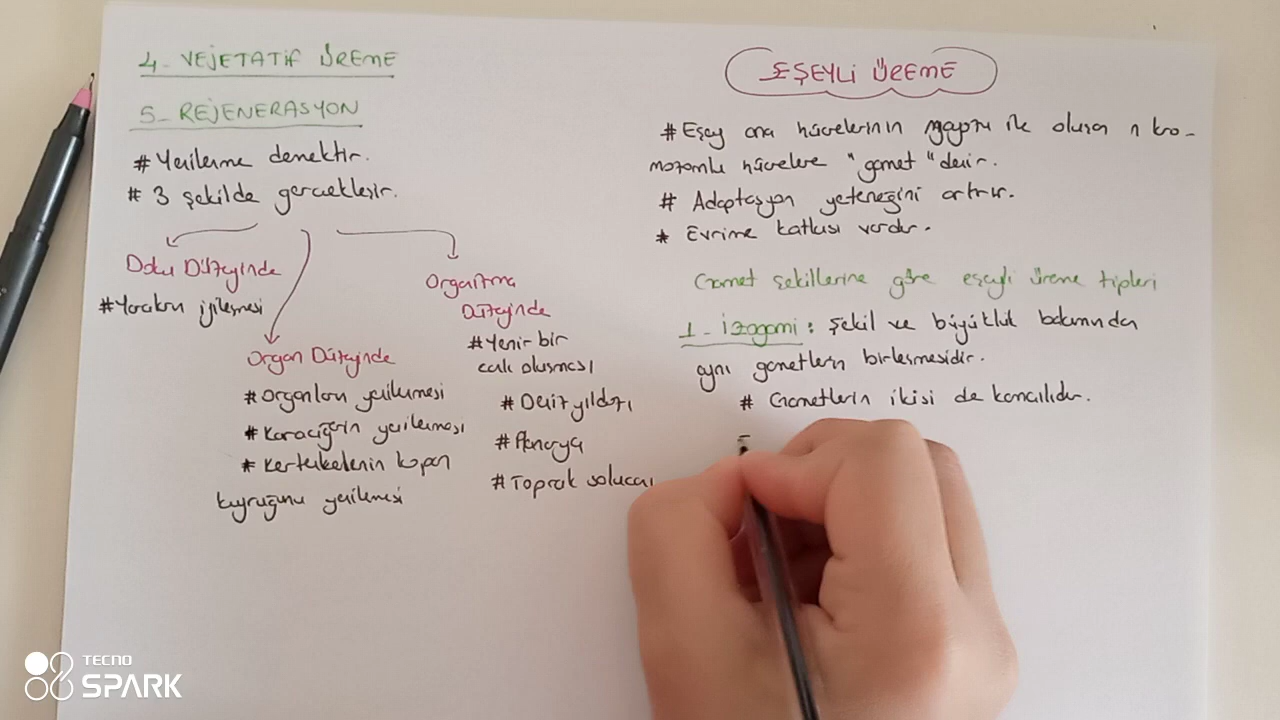 4- VEJETATİF ÜREME
5- REJENERASYON
# Yenilenme demektir.
# 3 şekilde gerçekleşir.
Doku Düzeyinde
# Yaraların iyileşmesi
Organ Düzeyinde
# Organların yenilenmesi
# Karaciğerin yenilenmesi
# Kertenkelenin kopan
kuyruğunu yenilemesi
Organizma
Düzeyinde
# Yeni bir
canlı oluşması
# Deniz yıldızı
# Planarya
# Toprak solucanı
EŞEYLİ ÜREME
# Eşey ana hücrelerinin mayozu ile oluşan n kro-
mozomlu hücrelere "gamet" denir.
# Adaptasyon yeteneğini artırır.
# Evrime katkısı vardır.
Gamet şekillerine göre eşeyli üreme tipleri
1- İzogami: şekil ve büyüklük bakımından
aynı gametlerin birleşmesidir.
# Gametlerin ikisi de kamçılıdır.
TECNO
SPARK